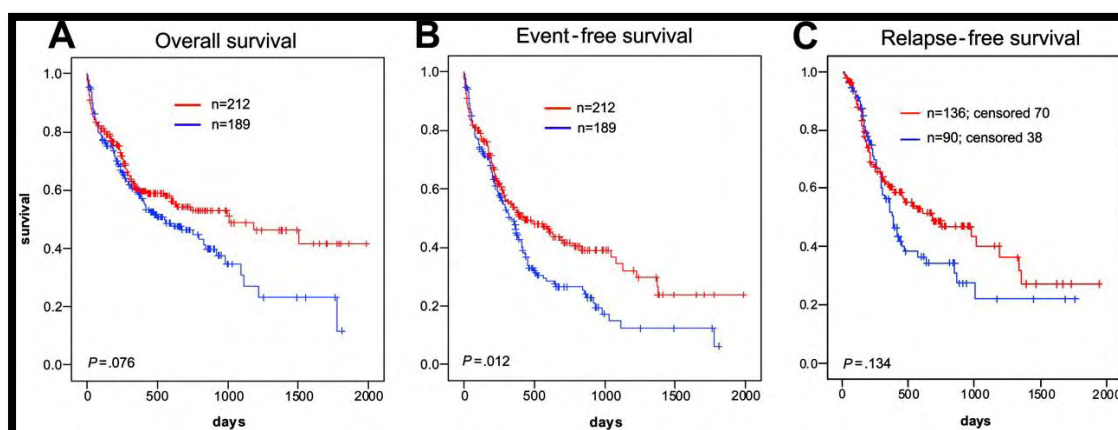 A
Overall survival
1.0
0.8
0.6
0.4
0.2
0.0
survival
n=212
n=189
P=.076
0 500 1000 1500 2000
days
B
Event-free survival
1.0
0.8
0.6
0.4
0.2
0.0
n=212
n=189
P=.012
0 500 1000 1500 2000
days
C
Relapse-free survival
1.0
0.8
0.6
0.4
0.2
0.0
n=136; censored 70
n=90; censored 38
P=.134
0 500 1000 1500 2000
days